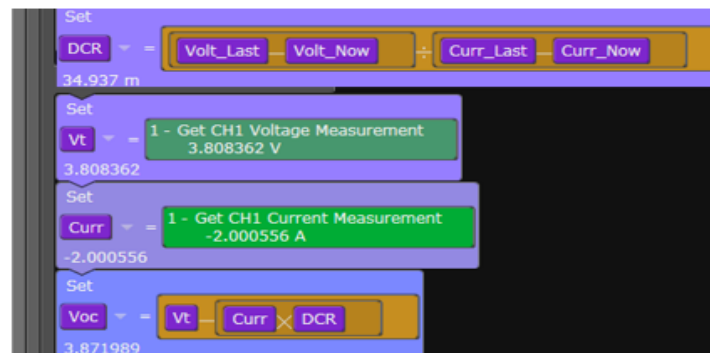 Set
DCR = Volt_Last - Volt_Now ÷ Curr_Last - Curr_Now
34.937 m
Set
Vt = 1 - Get CH1 Voltage Measurement
3.808362 V
3.808362
Set
Curr = 1 - Get CH1 Current Measurement
-2.000556 A
-2.000556
Set
Voc = Vt - Curr × DCR
3.871989